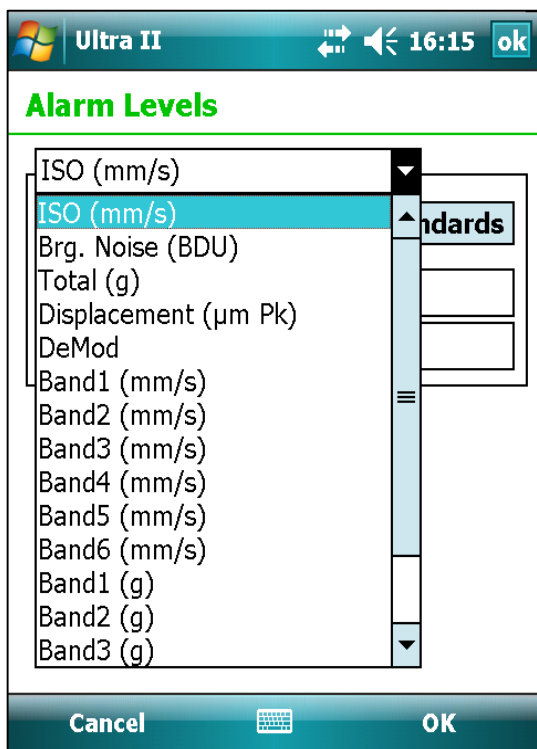 Ultra II 16:15 ok
Alarm Levels
ISO (mm/s)
ISO (mm/s)
ndards
Brg. Noise (BDU)
Total (g)
Displacement (µm Pk)
DeMod
Band1 (mm/s)
Band2 (mm/s)
Band3 (mm/s)
Band4 (mm/s)
Band5 (mm/s)
Band6 (mm/s)
Band1 (g)
Band2 (g)
Band3 (g)
Cancel OK